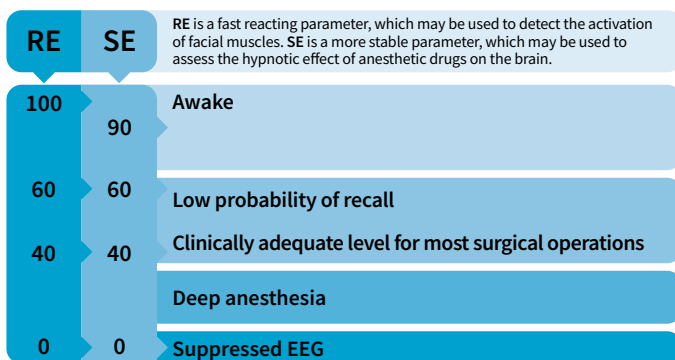 RE SE
RE is a fast reacting parameter, which may be used to detect the activation
of facial muscles. SE is a more stable parameter, which may be used to
assess the hypnotic effect of anesthetic drugs on the brain.
100 Awake
90
60 60 Low probability of recall
40 40 Clinically adequate level for most surgical operations
Deep anesthesia
0 0 Suppressed EEG